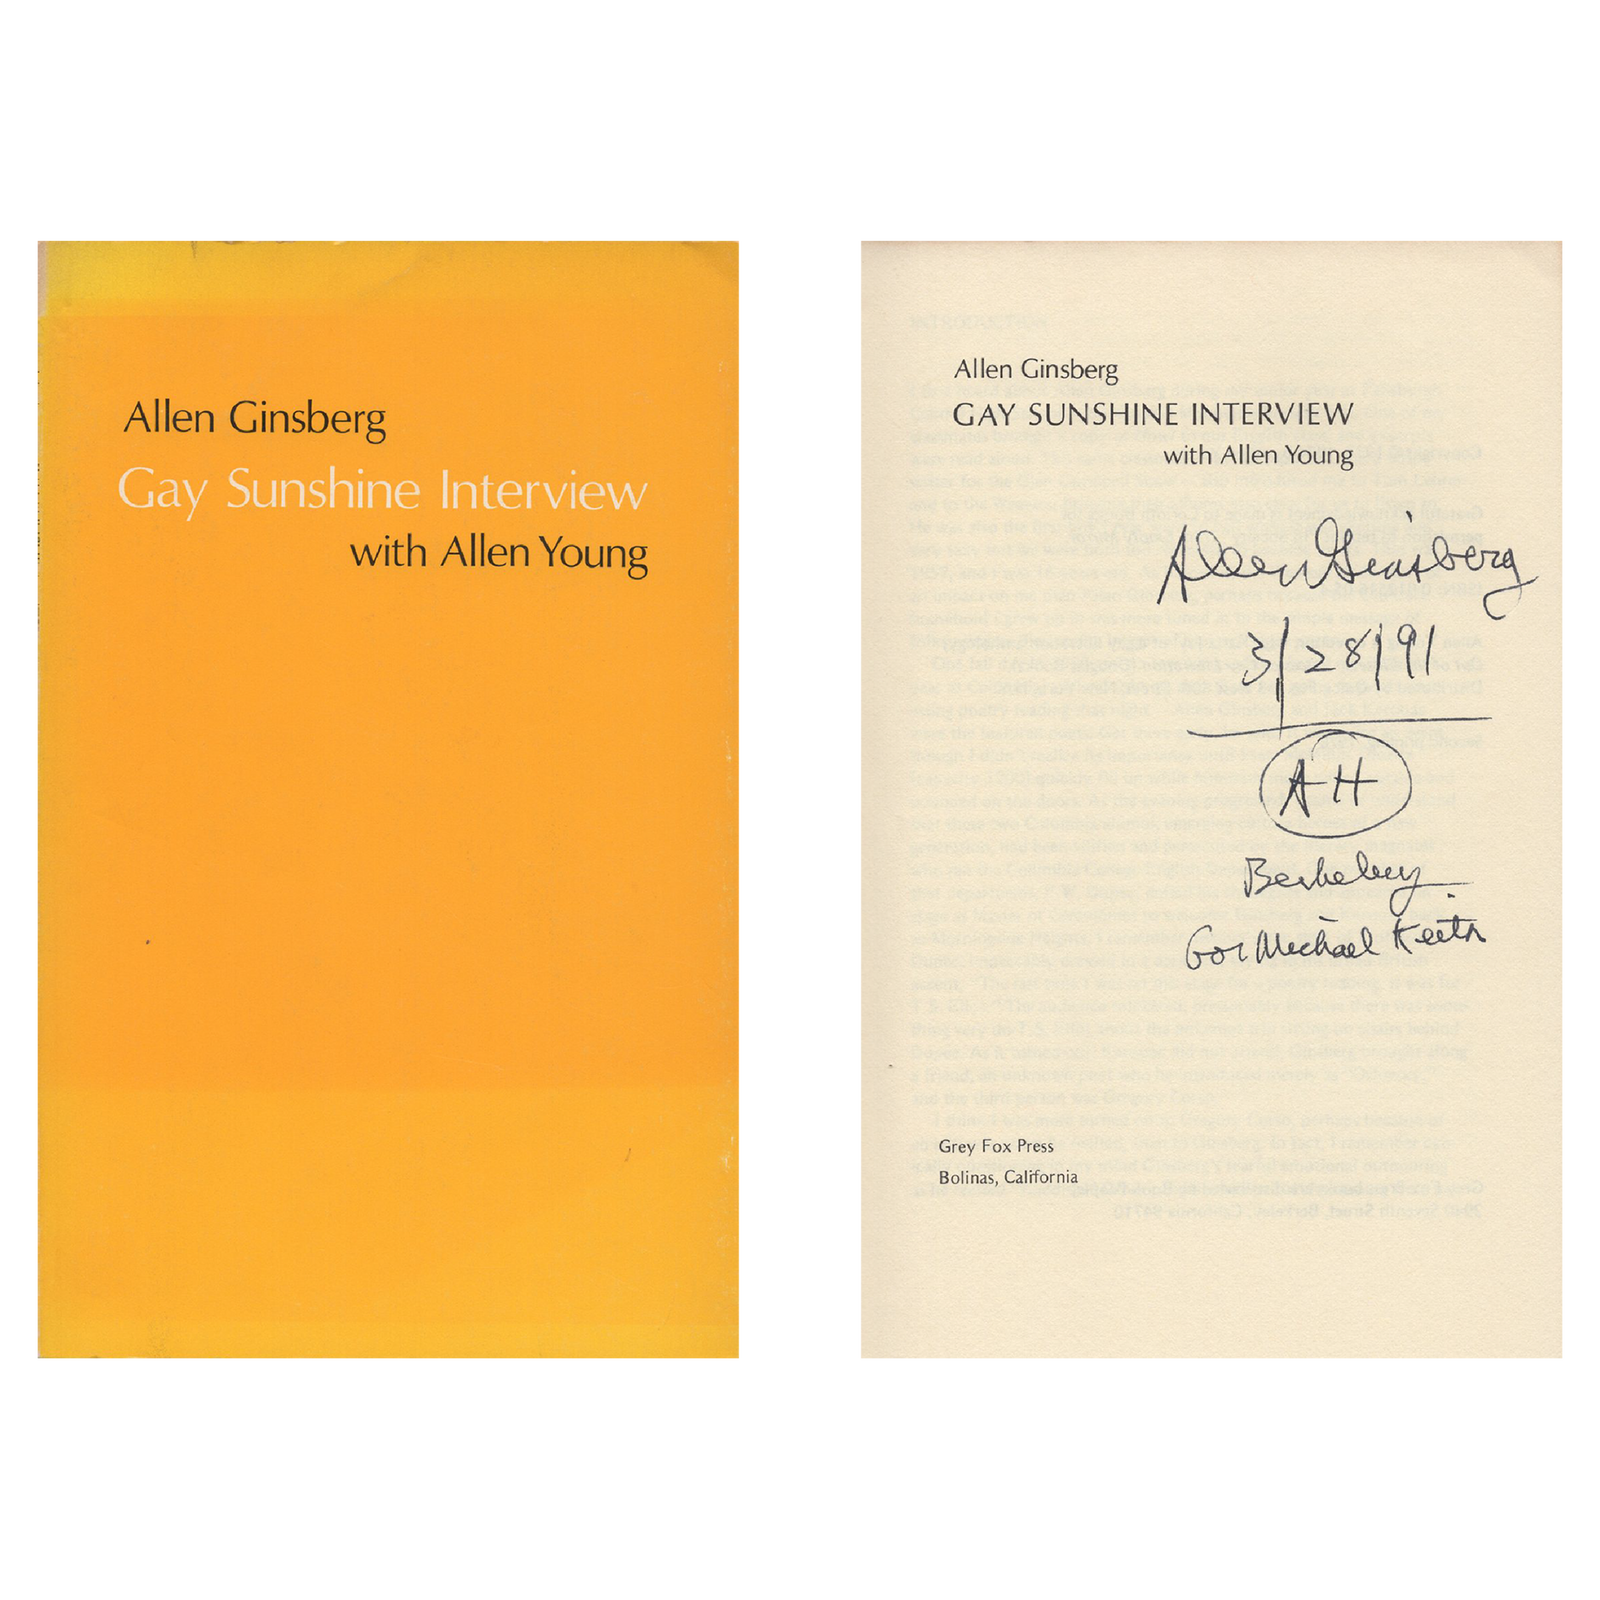 Allen Ginsberg
Gay Sunshine Interview
with Allen Young
Allen Ginsberg
GAY SUNSHINE INTERVIEW
with Allen Young
Allen Ginsberg
3/28/91
AH
Berkeley
For Michael Keith
Grey Fox Press
Bolinas, California